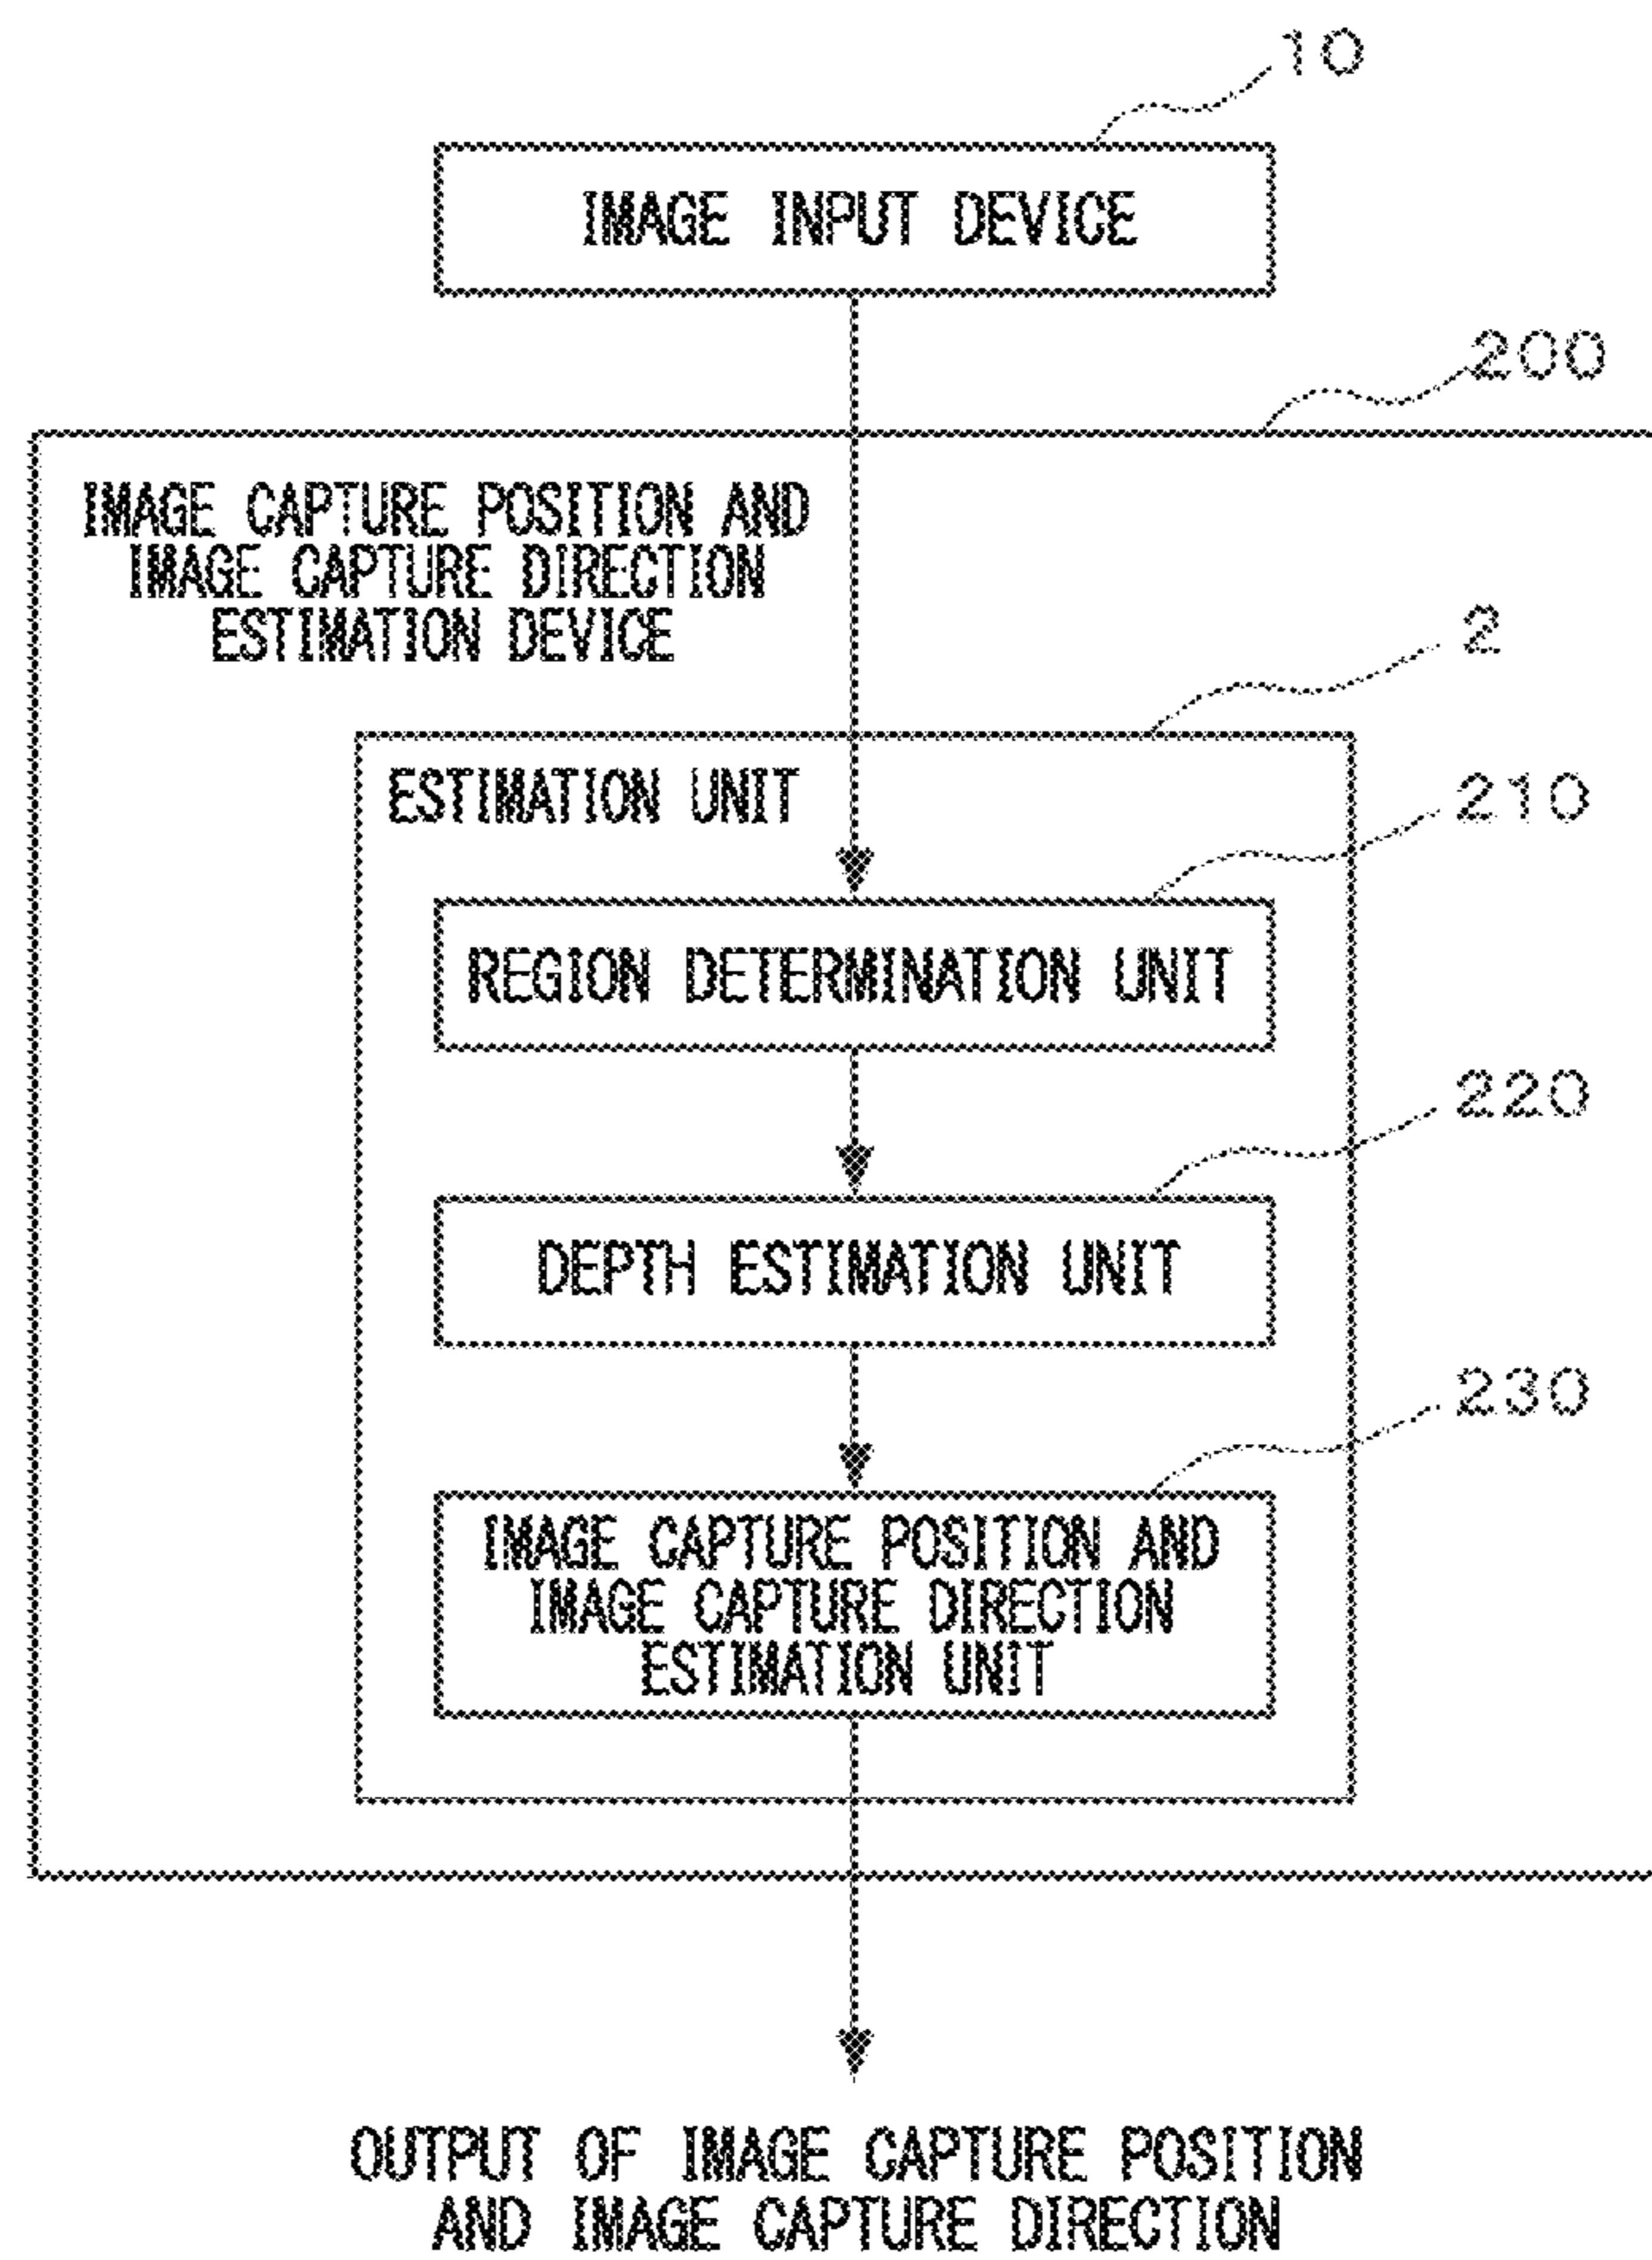 10
IMAGE INPUT DEVICE
200
IMAGE CAPTURE POSITION AND
IMAGE CAPTURE DIRECTION
ESTIMATION DEVICE
2
ESTIMATION UNIT
210
REGION DETERMINATION UNIT
220
DEPTH ESTIMATION UNIT
230
IMAGE CAPTURE POSITION AND
IMAGE CAPTURE DIRECTION
ESTIMATION UNIT
OUTPUT OF IMAGE CAPTURE POSITION
AND IMAGE CAPTURE DIRECTION